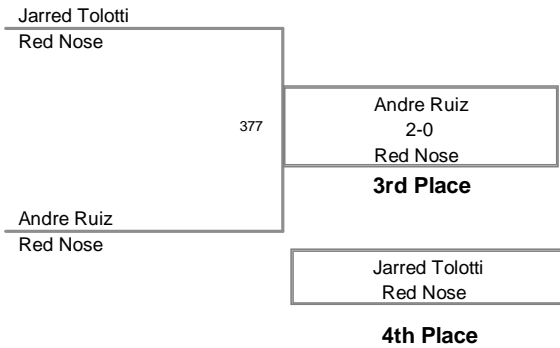 Jarred Tolotti
Red Nose
377
Andre Ruiz
2-0
Red Nose
3rd Place
Andre Ruiz
Red Nose
Jarred Tolotti
Red Nose
4th Place